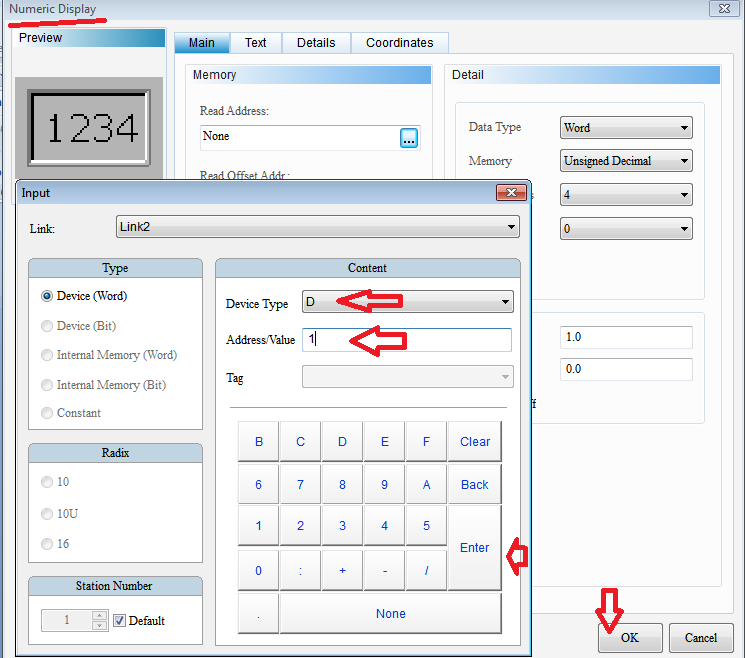 Numeric Display
Preview
1234
Main Text Details Coordinates
Memory
Read Address:
None
...
Read Offset Addr.:
Detail
Data Type Word
Memory Unsigned Decimal
4
0
1.0
0.0
Input
Link: Link2
Type
Device (Word)
Device (Bit)
Internal Memory (Word)
Internal Memory (Bit)
Constant
Radix
10
10U
16
Station Number
1 Default
Content
Device Type D
Address/Value 1
Tag
B C D E F Clear
6 7 8 9 A Back
1 2 3 4 5
Enter
0 : + - /
. None
OK Cancel